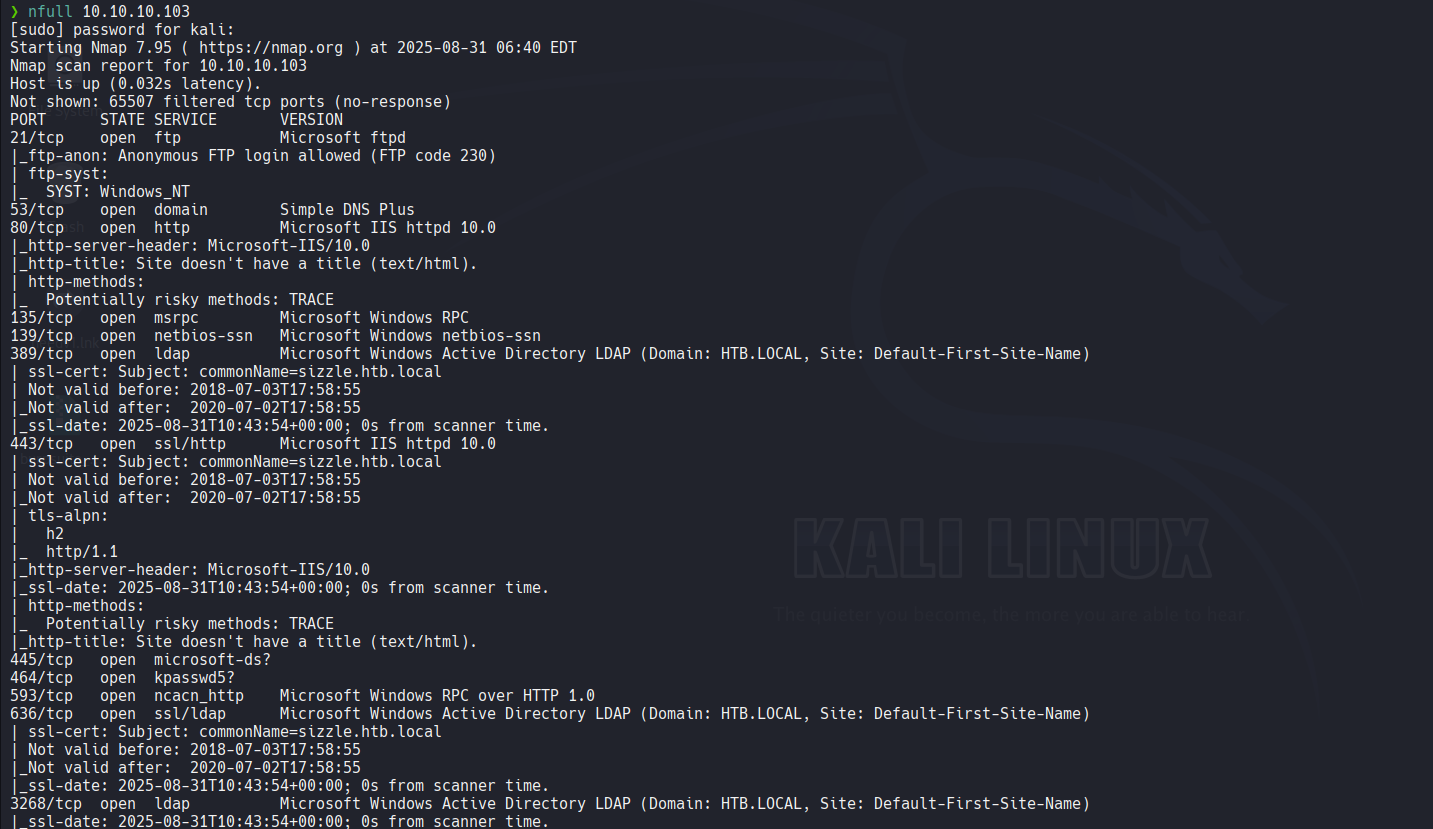 ❯ nfull 10.10.10.103
[sudo] password for kali:
Starting Nmap 7.95 ( https://nmap.org ) at 2025-08-31 06:40 EDT
Nmap scan report for 10.10.10.103
Host is up (0.032s latency).
Not shown: 65507 filtered tcp ports (no-response)
PORT      STATE SERVICE       VERSION
21/tcp    open  ftp           Microsoft ftpd
|_ftp-anon: Anonymous FTP login allowed (FTP code 230)
| ftp-syst:
|_  SYST: Windows_NT
53/tcp    open  domain        Simple DNS Plus
80/tcp    open  http          Microsoft IIS httpd 10.0
|_http-server-header: Microsoft-IIS/10.0
|_http-title: Site doesn't have a title (text/html).
| http-methods:
|_  Potentially risky methods: TRACE
135/tcp   open  msrpc         Microsoft Windows RPC
139/tcp   open  netbios-ssn   Microsoft Windows netbios-ssn
389/tcp   open  ldap          Microsoft Windows Active Directory LDAP (Domain: HTB.LOCAL, Site: Default-First-Site-Name)
| ssl-cert: Subject: commonName=sizzle.htb.local
| Not valid before: 2018-07-03T17:58:55
|_Not valid after:  2020-07-02T17:58:55
|_ssl-date: 2025-08-31T10:43:54+00:00; 0s from scanner time.
443/tcp   open  ssl/http      Microsoft IIS httpd 10.0
| ssl-cert: Subject: commonName=sizzle.htb.local
| Not valid before: 2018-07-03T17:58:55
|_Not valid after:  2020-07-02T17:58:55
| tls-alpn:
|   h2
|_  http/1.1
|_http-server-header: Microsoft-IIS/10.0
|_ssl-date: 2025-08-31T10:43:54+00:00; 0s from scanner time.
| http-methods:
|_  Potentially risky methods: TRACE
|_http-title: Site doesn't have a title (text/html).
445/tcp   open  microsoft-ds?
464/tcp   open  kpasswd5?
593/tcp   open  ncacn_http    Microsoft Windows RPC over HTTP 1.0
636/tcp   open  ssl/ldap      Microsoft Windows Active Directory LDAP (Domain: HTB.LOCAL, Site: Default-First-Site-Name)
| ssl-cert: Subject: commonName=sizzle.htb.local
| Not valid before: 2018-07-03T17:58:55
|_Not valid after:  2020-07-02T17:58:55
|_ssl-date: 2025-08-31T10:43:54+00:00; 0s from scanner time.
3268/tcp  open  ldap          Microsoft Windows Active Directory LDAP (Domain: HTB.LOCAL, Site: Default-First-Site-Name)
|_ssl-date: 2025-08-31T10:43:54+00:00; 0s from scanner time.
KALI LINUX
The quieter you become, the more you are able to hear